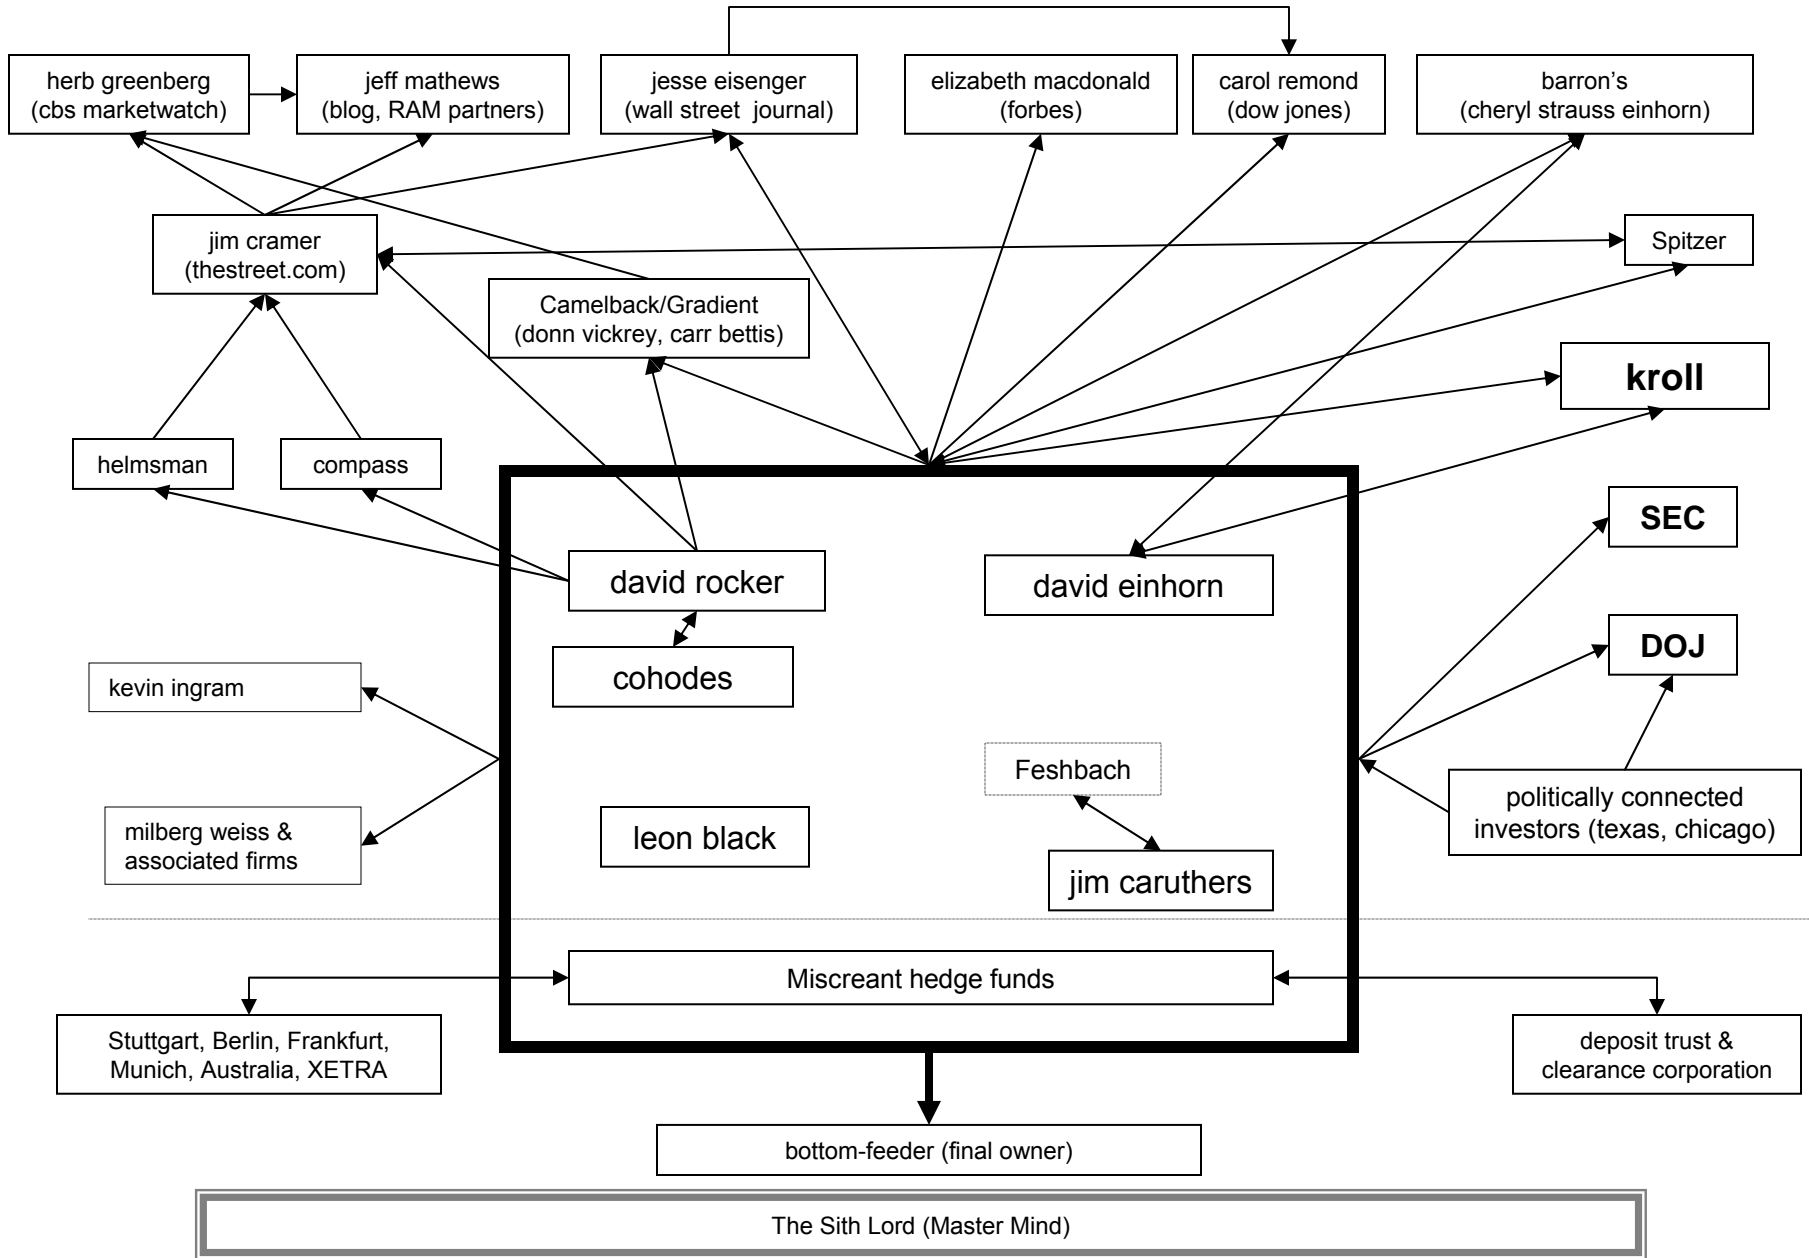 herb greenberg
(cbs marketwatch)
jeff mathews
(blog, RAM partners)
jesse eisenger
(wall street journal)
elizabeth macdonald
(forbes)
carol remond
(dow jones)
barron’s
(cheryl strauss einhorn)
jim cramer
(thestreet.com)
Spitzer
Camelback/Gradient
(donn vickrey, carr bettis)
kroll
helmsman
compass
SEC
david rocker
david einhorn
DOJ
cohodes
kevin ingram
Feshbach
politically connected
investors (texas, chicago)
milberg weiss &
associated firms
leon black
jim caruthers
Miscreant hedge funds
Stuttgart, Berlin, Frankfurt,
Munich, Australia, XETRA
deposit trust &
clearance corporation
bottom-feeder (final owner)
The Sith Lord (Master Mind)